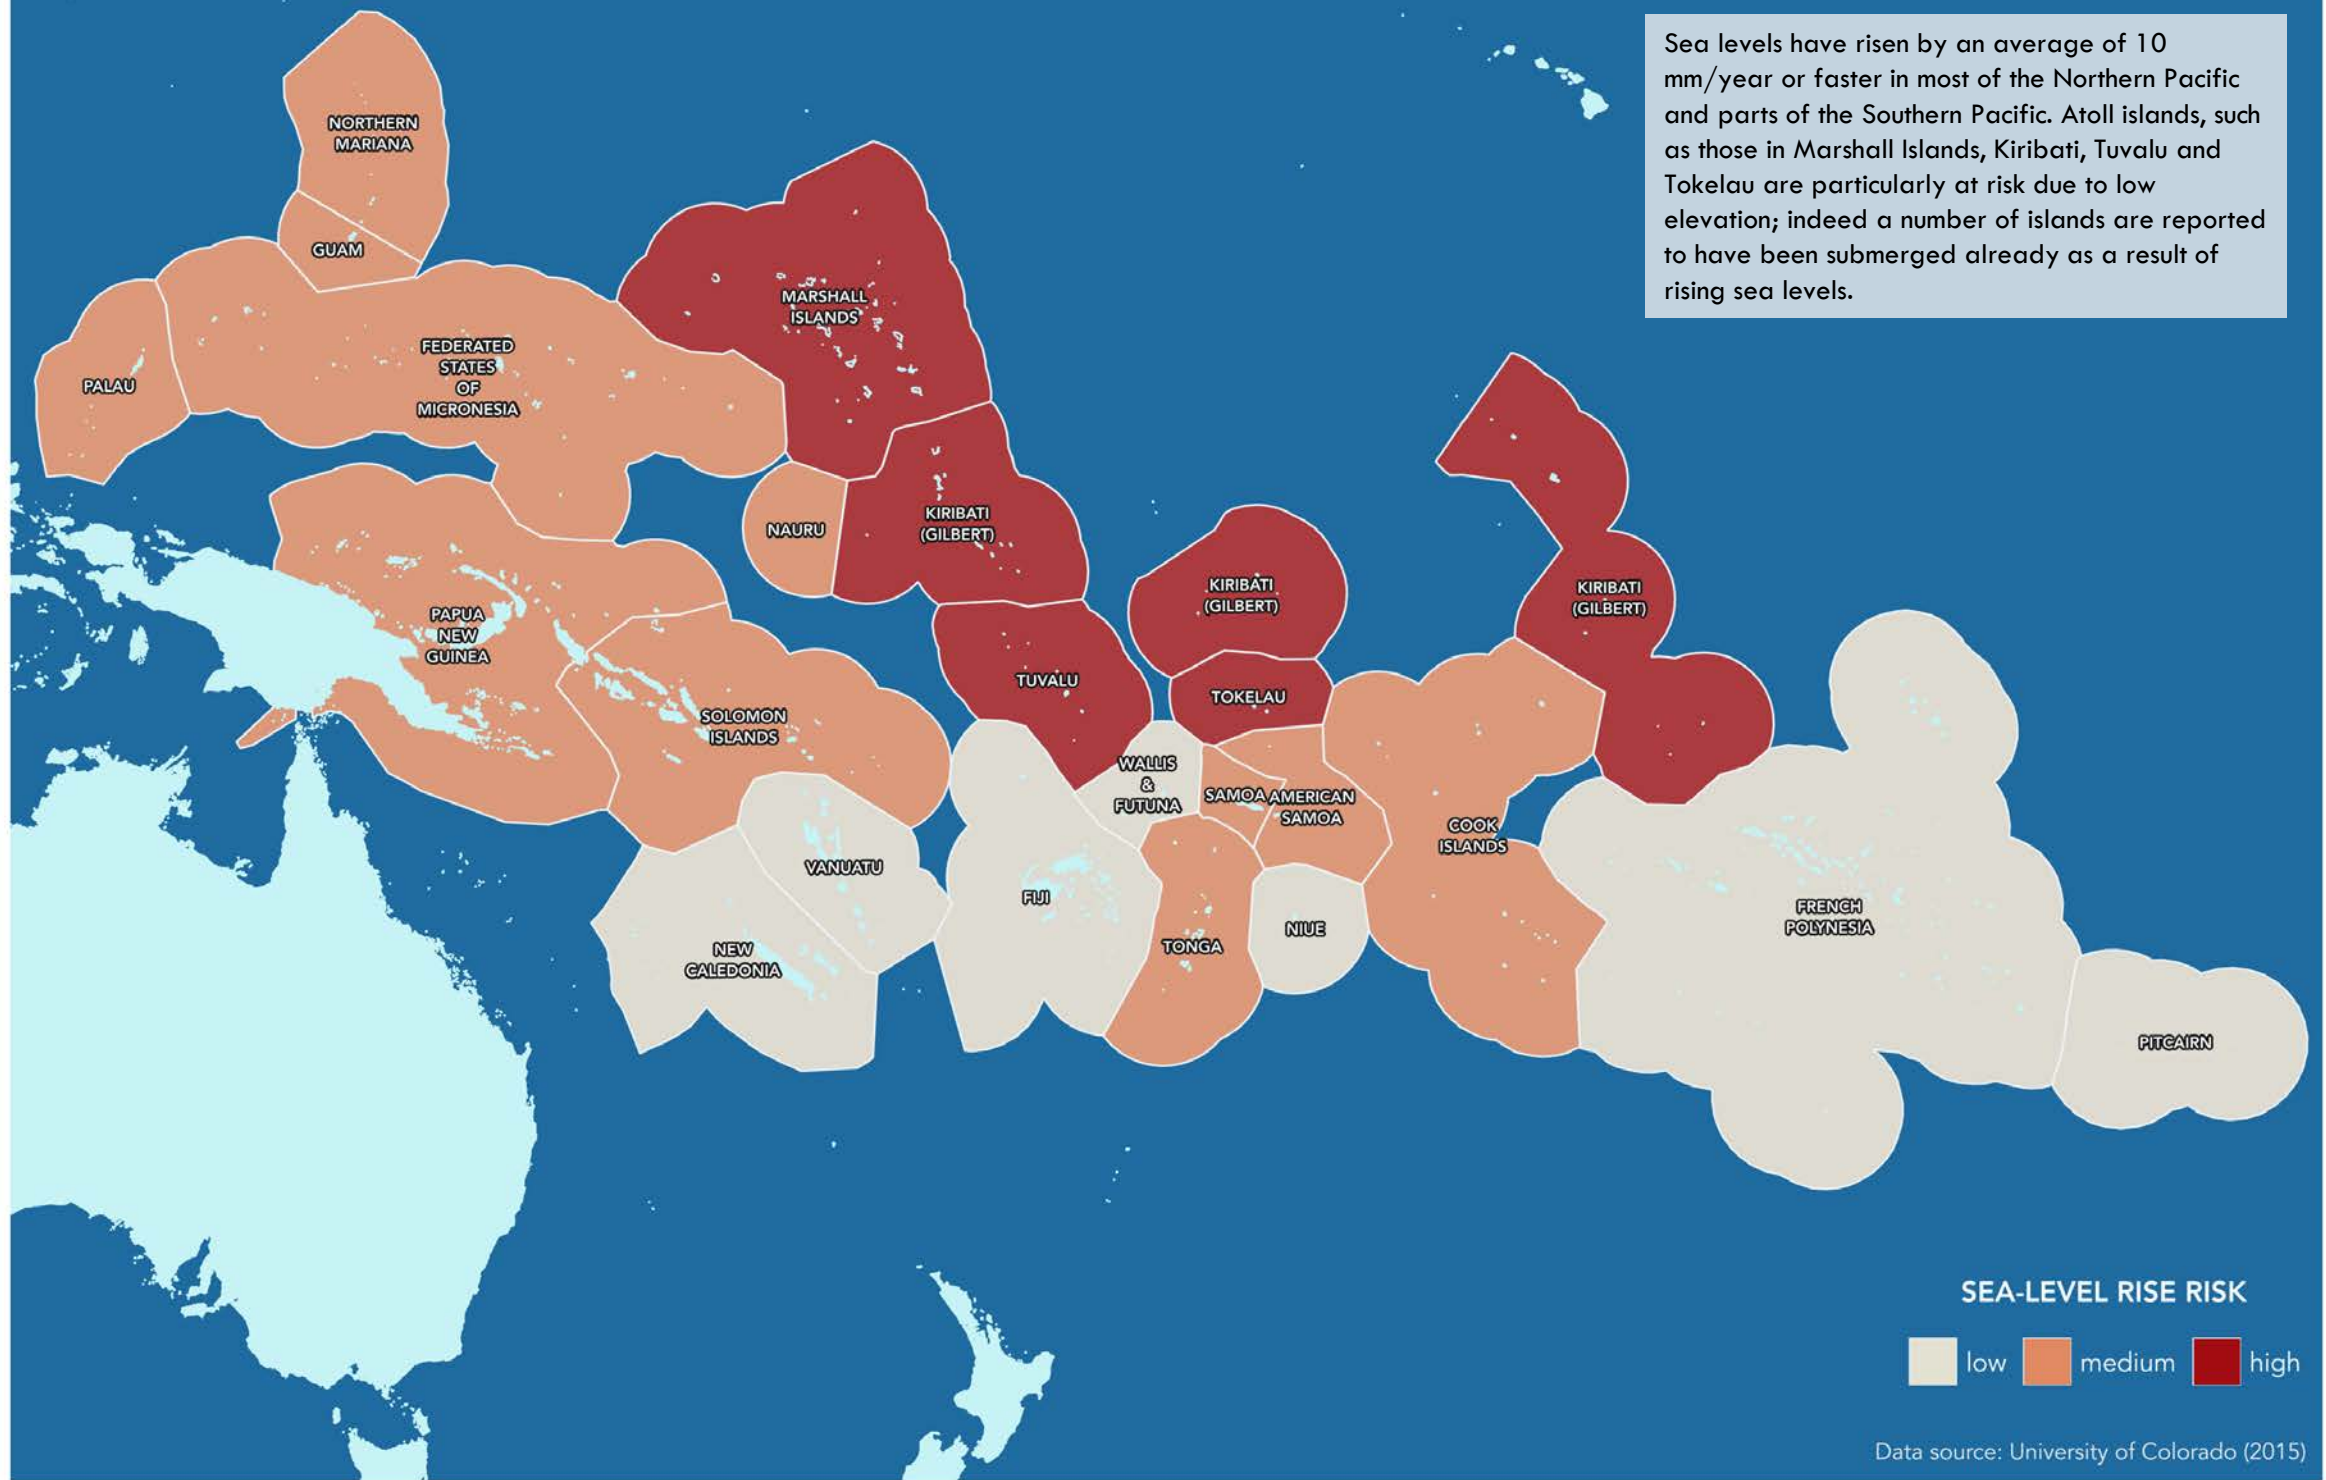 Sea levels have risen by an average of 10
mm/year or faster in most of the Northern Pacific
and parts of the Southern Pacific. Atoll islands, such
as those in Marshall Islands, Kiribati, Tuvalu and
Tokelau are particularly at risk due to low
elevation; indeed a number of islands are reported
to have been submerged already as a result of
rising sea levels.
NORTHERN
MARIANA
GUAM
PALAU
FEDERATED
STATES
OF
MICRONESIA
MARSHALL
ISLANDS
NAURU
KIRIBATI
(GILBERT)
KIRIBATI
(GILBERT)
KIRIBATI
(GILBERT)
PAPUA
NEW
GUINEA
SOLOMON
ISLANDS
TUVALU
TOKELAU
WALLIS
&
FUTUNA
SAMOA
AMERICAN
SAMOA
COOK
ISLANDS
VANUATU
FIJI
NEW
CALEDONIA
TONGA
NIUE
FRENCH
POLYNESIA
PITCAIRN
SEA-LEVEL RISE RISK
low
medium
high
Data source: University of Colorado (2015)